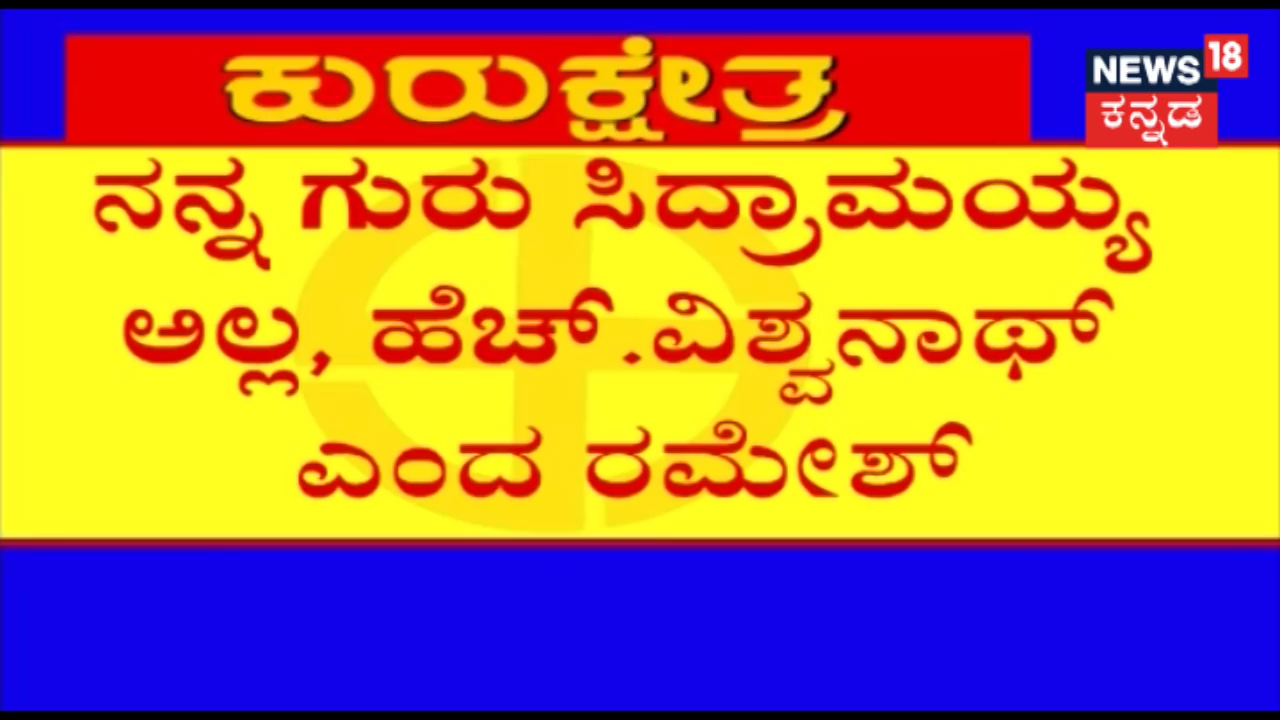 ಕುರುಕ್ಷೇತ್ರ
NEWS 18
ಕನ್ನಡ
ನನ್ನ ಗುರು ಸಿದ್ರಾಮಯ್ಯ
ಅಲ್ಲ, ಹೆಚ್.ವಿಶ್ವನಾಥ್
ಎಂದ ರಮೇಶ್